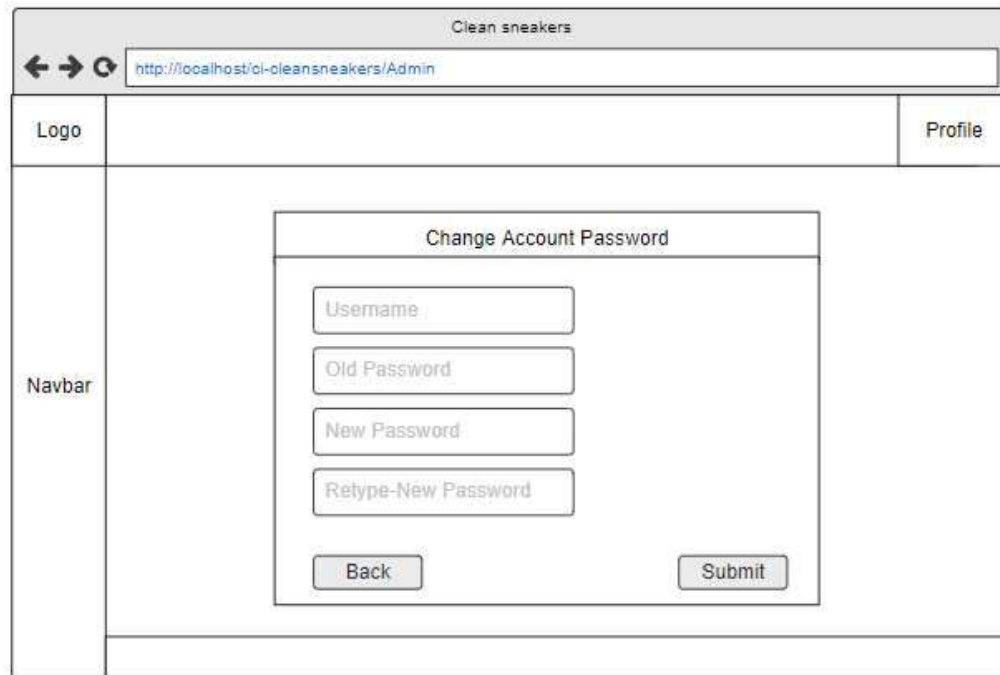 Clean sneakers
http://localhost/ci-cleansneakers/Admin
Logo
Profile
Change Account Password
Username
Old Password
Navbar
New Password
Retype-New Password
Back
Submit